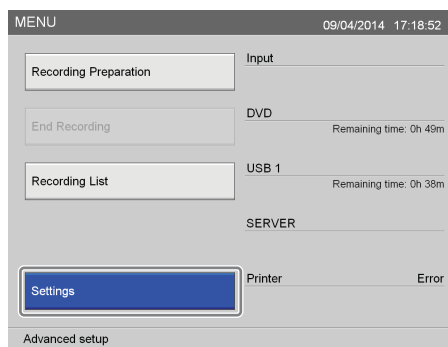 MENU 09/04/2014 17:18:52
Recording Preparation
End Recording
Recording List
Settings
Input
DVD
Remaining time: 0h 49m
USB 1
Remaining time: 0h 38m
SERVER
Printer Error
Advanced setup